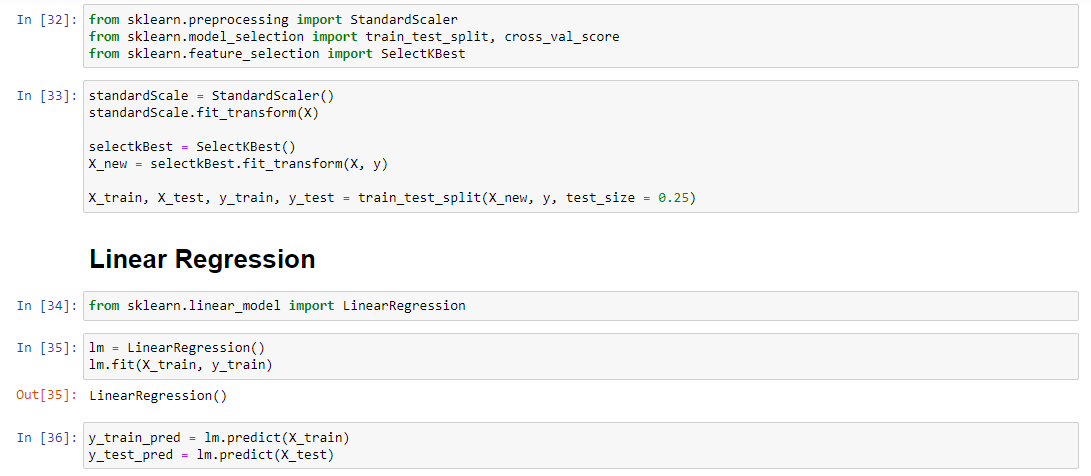 In [32]: from sklearn.preprocessing import StandardScaler
from sklearn.model_selection import train_test_split, cross_val_score
from sklearn.feature_selection import SelectKBest
In [33]: standardScale = StandardScaler()
standardScale.fit_transform(X)
selectkBest = SelectKBest()
X_new = selectkBest.fit_transform(X, y)
X_train, X_test, y_train, y_test = train_test_split(X_new, y, test_size = 0.25)
Linear Regression
In [34]: from sklearn.linear_model import LinearRegression
In [35]: lm = LinearRegression()
lm.fit(X_train, y_train)
Out[35]: LinearRegression()
In [36]: y_train_pred = lm.predict(X_train)
y_test_pred = lm.predict(X_test)